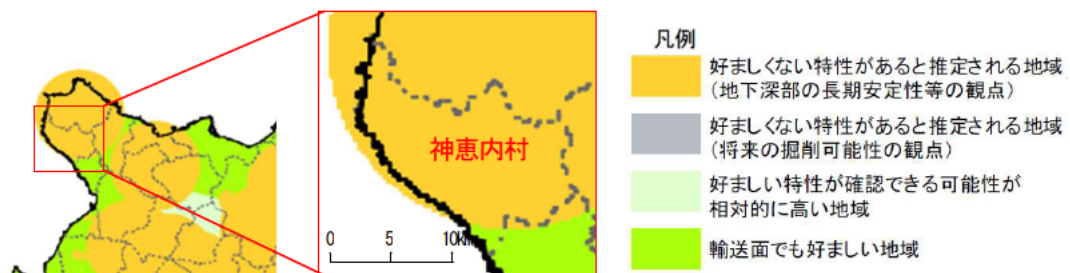 神恵内村
0 5 10km
凡例
好ましくない特性があると推定される地域
(地下深部の長期安定性等の観点)
好ましくない特性があると推定される地域
(将来の掘削可能性の観点)
好ましい特性が確認できる可能性が
相対的に高い地域
輸送面でも好ましい地域